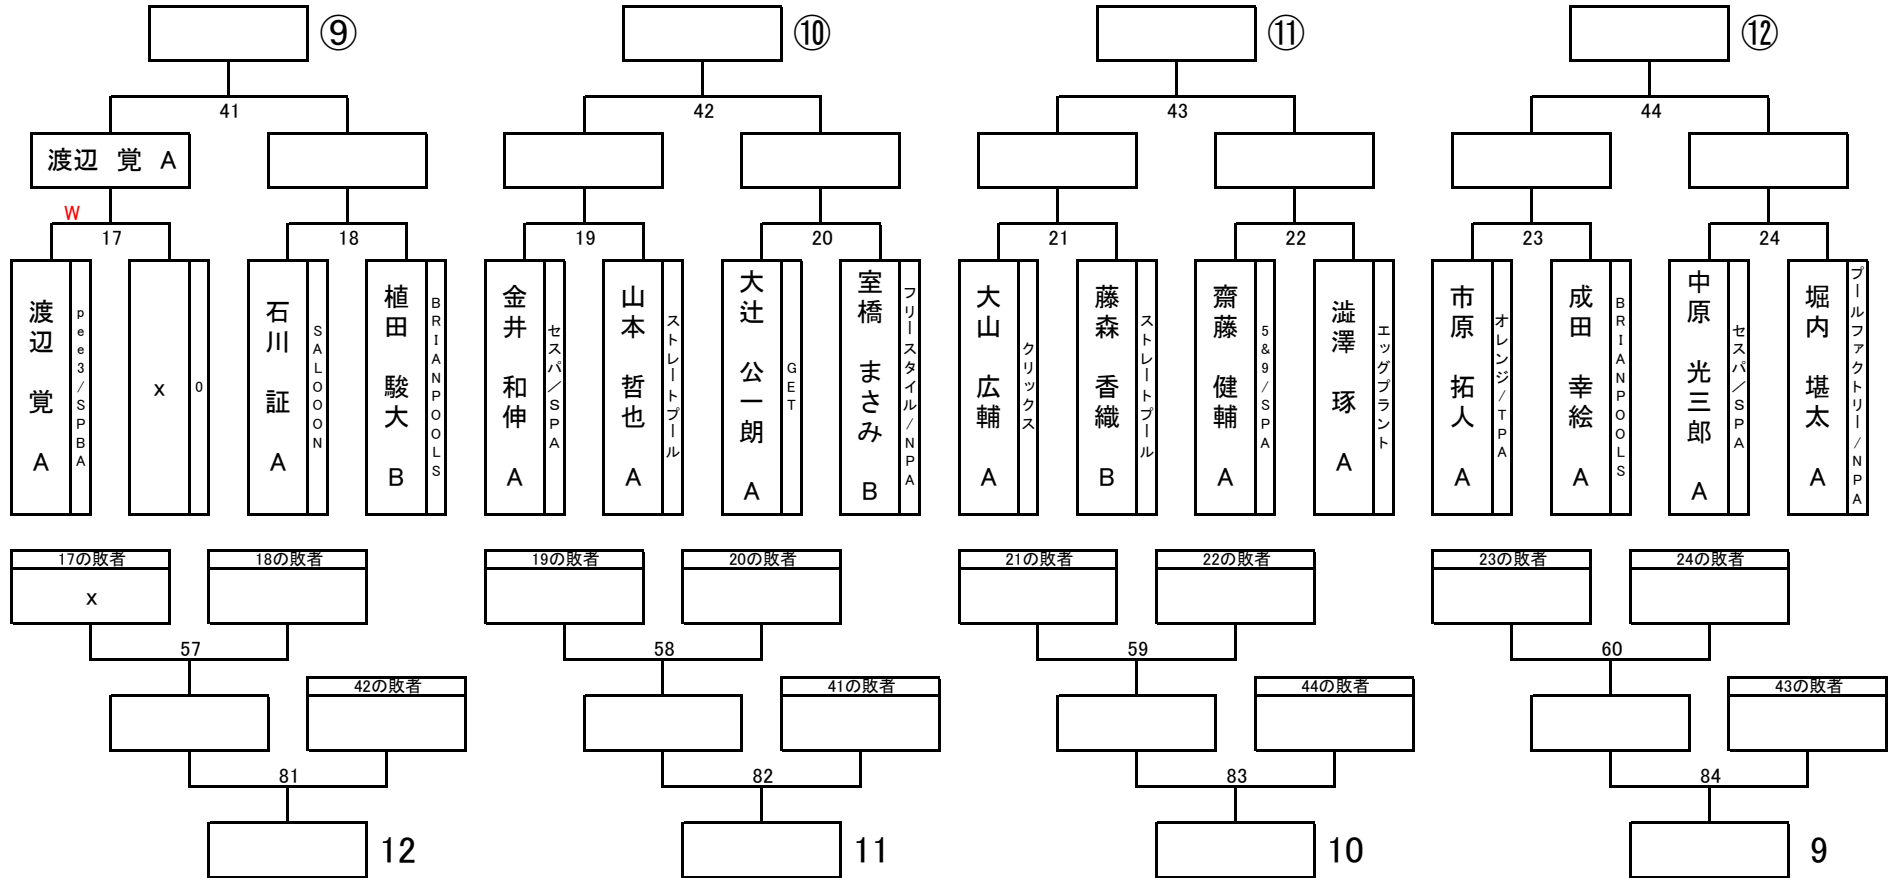 ⑨
⑩
⑪
⑫
41
42
43
44
渡辺 覚 A
W
17
18
19
20
21
22
23
24
渡辺 覚 A
pee3/SPBA
x
0
石川 証 A
SALOOON
植田 駿大 B
BRIANPOOLS
金井 和伸 A
セスパ/SPA
山本 哲也 A
ストレートプール
大辻 公一朗 A
GET
室橋 まさみ B
フリースタイル/NPA
大山 広輔 A
クリックス
藤森 香織 B
ストレートプール
齋藤 健輔 A
5&9/SPA
澁澤 琢 A
エッグプラント
市原 拓人 A
オレンジ/TPA
成田 幸絵 A
BRIANPOOLS
中原 光三郎 A
セスパ/SPA
堀内 堪太 A
プールファクトリー/NPA
17の敗者
18の敗者
19の敗者
20の敗者
21の敗者
22の敗者
23の敗者
24の敗者
x
57
58
59
60
42の敗者
41の敗者
44の敗者
43の敗者
81
82
83
84
12
11
10
9